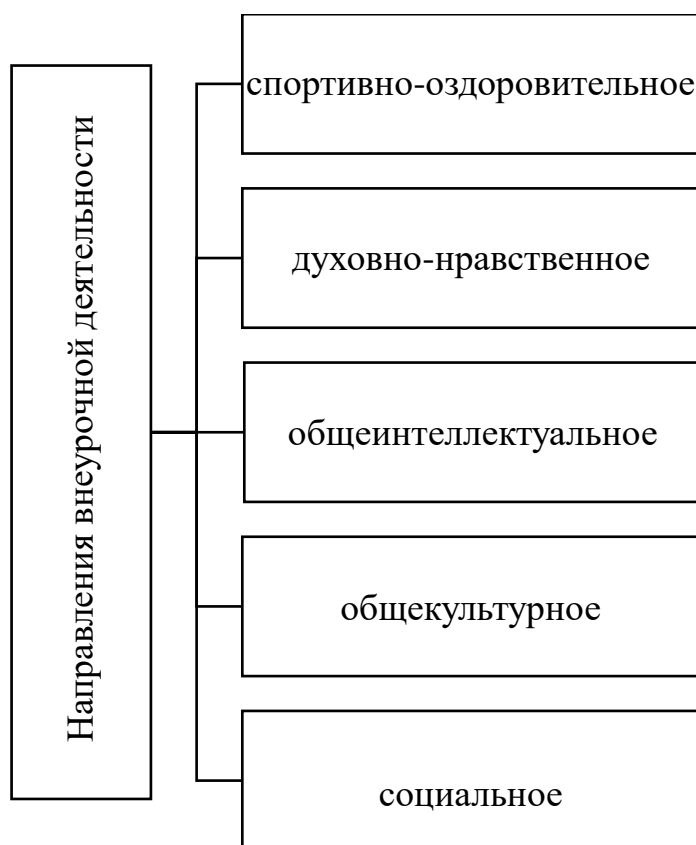 Направления внеурочной деятельности
спортивно-оздоровительное
духовно-нравственное
общеинтеллектуальное
общекультурное
социальное